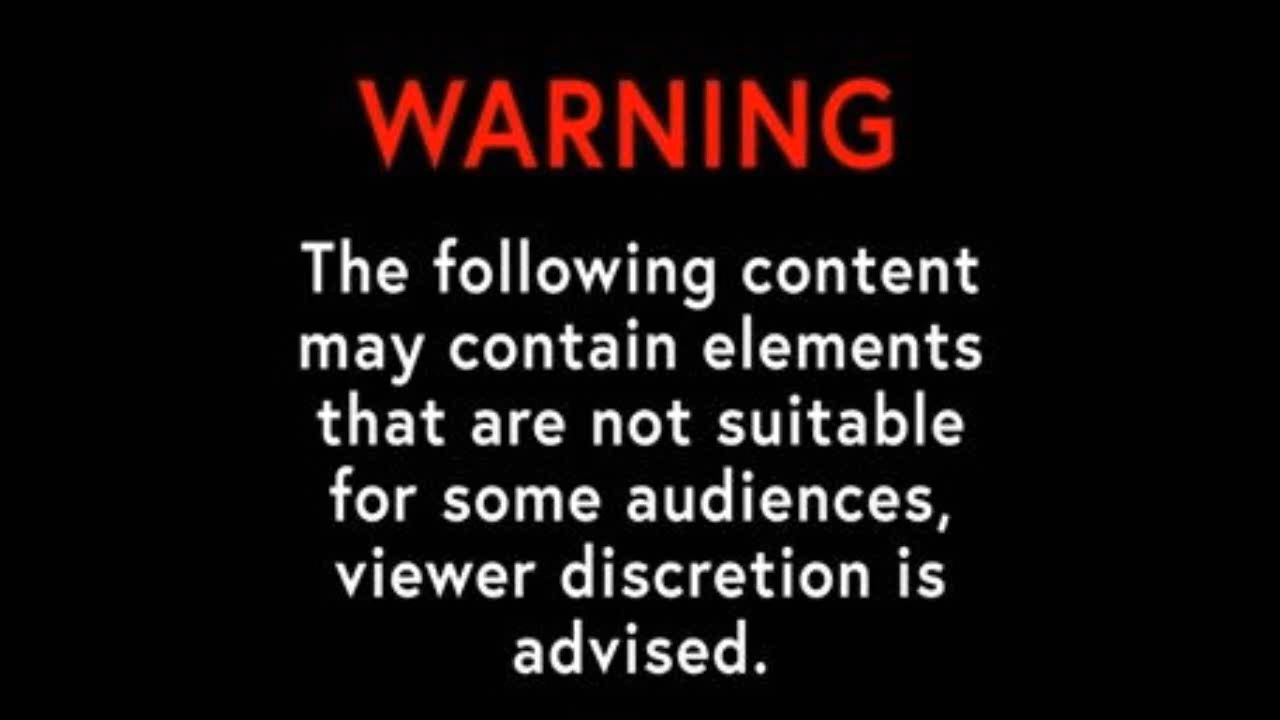 WARNING
The following content
may contain elements
that are not suitable
for some audiences,
viewer discretion is
advised.